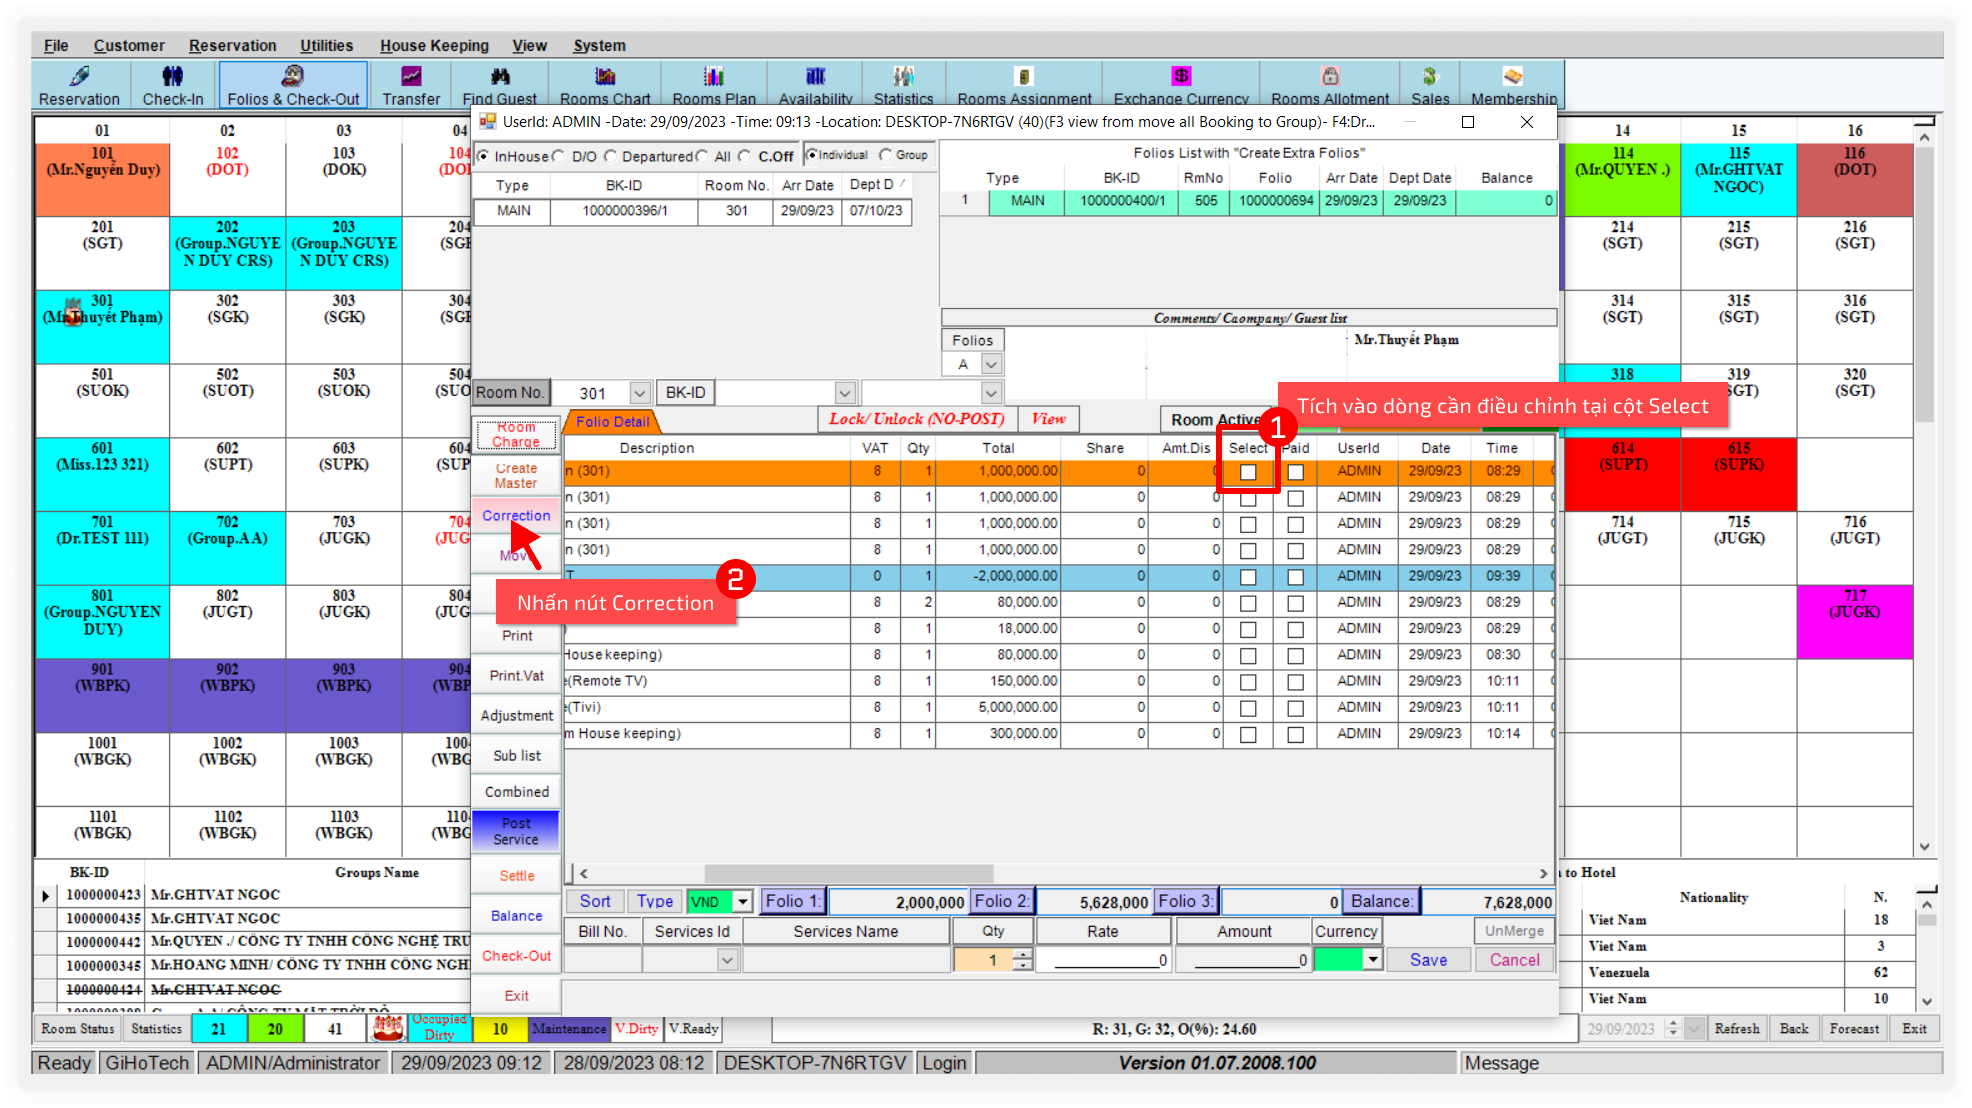 File Customer Reservation Utilities House Keeping View System
Reservation Check-In Folios & Check-Out Transfer Find Guest Rooms Chart Rooms Plan Availability Statistics Rooms Assignment Exchange Currency Rooms Allotment Sales Membership
UserId: ADMIN -Date: 29/09/2023 -Time: 09:13 -Location: DESKTOP-7N6RTGV (40)(F3 view from move all Booking to Group)- F4:Dr...
InHouse D/O Departured All C.Off Individual Group
Type BK-ID Room No. Arr Date Dept D
MAIN 1000000396/1 301 29/09/23 07/10/23
Folios List with "Create Extra Folios"
Type BK-ID RmNo Folio Arr Date Dept Date Balance
1 MAIN 1000000400/1 505 1000000694 29/09/23 29/09/23 0
Comments/ Caompany/ Guest list
Folios
A
Mr.Thuyết Phạm
Room No. 301 BK-ID
01 02 03 04
101 (Mr.Nguyễn Duy) 102 (DOT) 103 (DOK) 104
201 (SGT) 202 (Group.NGUYE N DUY CRS) 203 (Group.NGUYE N DUY CRS) 204
301 302 (SGK) 303 (SGK) 304
501 (SUOK) 502 (SUOT) 503 (SUOK) 504
601 (Miss.123 321) 602 (SUPT) 603 (SUPK) 604
701 (Dr.TEST 111) 702 (Group.AA) 703 (JUGK) 704
801 (Group.NGUYEN DUY) 802 (JUGT) 803 (JUGK) 804
901 (WBPK) 902 (WBPK) 903 (WBPK) 904
1001 (WBGK) 1002 (WBGK) 1003 (WBGK)
1101 (WBGK) 1102 (WBGK) 1103 (WBGK)
14 15 16
114 (Mr.QUYEN .) 115 (Mr.GHTVAT NGOC) 116 (DOT)
214 (SGT) 215 (SGT) 216 (SGT)
314 (SGT) 315 (SGT) 316 (SGT)
318 319 320 (SGT)
614 (SUPT) 615 (SUPK)
714 (JUGT) 715 (JUGK) 716 (JUGT)
717 (JUGK)
Folio Detail Lock/ Unlock (NO-POST) View Room Active
1 Tích vào dòng cần điều chỉnh tại cột Select
Room Charge
Create Master
Correction
Move
2 Nhấn nút Correction
Print
Print.Vat
Adjustment
Sub list
Combined
Post Service
Settle
Balance
Check-Out
Exit
Description VAT Qty Total Share Amt.Dis Select Paid UserId Date Time
n (301) 8 1 1,000,000.00 0 0 ADMIN 29/09/23 08:29
n (301) 8 1 1,000,000.00 0 0 ADMIN 29/09/23 08:29
n (301) 8 1 1,000,000.00 0 0 ADMIN 29/09/23 08:29
n (301) 8 1 1,000,000.00 0 0 ADMIN 29/09/23 08:29
T 0 1 -2,000,000.00 0 0 ADMIN 29/09/23 09:39
8 2 80,000.00 0 0 ADMIN 29/09/23 08:29
) 8 1 18,000.00 0 0 ADMIN 29/09/23 08:29
House keeping) 8 1 80,000.00 0 0 ADMIN 29/09/23 08:30
e(Remote TV) 8 1 150,000.00 0 0 ADMIN 29/09/23 10:11
e(Tivi) 8 1 5,000,000.00 0 0 ADMIN 29/09/23 10:11
m House keeping) 8 1 300,000.00 0 0 ADMIN 29/09/23 10:14
Sort Type VND Folio 1: 2,000,000 Folio 2: 5,628,000 Folio 3: 0 Balance: 7,628,000
Bill No. Services Id Services Name Qty Rate Amount Currency UnMerge
1 0 0 Save Cancel
BK-ID Groups Name
1000000423 Mr.GHTVAT NGOC
1000000435 Mr.GHTVAT NGOC
1000000442 Mr.QUYEN ./ CÔNG TY TNHH CÔNG NGHỆ TRU
1000000345 Mr.HOANG MINH/ CÔNG TY TNHH CÔNG NGH
1000000424 Mr.GHTVAT NGOC
to Hotel
Nationality N.
Viet Nam 18
Viet Nam 3
Venezuela 62
Viet Nam 10
Room Status Statistics 21 20 41 Occupied Dirty 10 Maintenance V.Dirty V.Ready R: 31, G: 32, O(%): 24.60 29/09/2023 Refresh Back Forecast Exit
Ready GiHoTech ADMIN/Administrator 29/09/2023 09:12 28/09/2023 08:12 DESKTOP-7N6RTGV Login Version 01.07.2008.100 Message